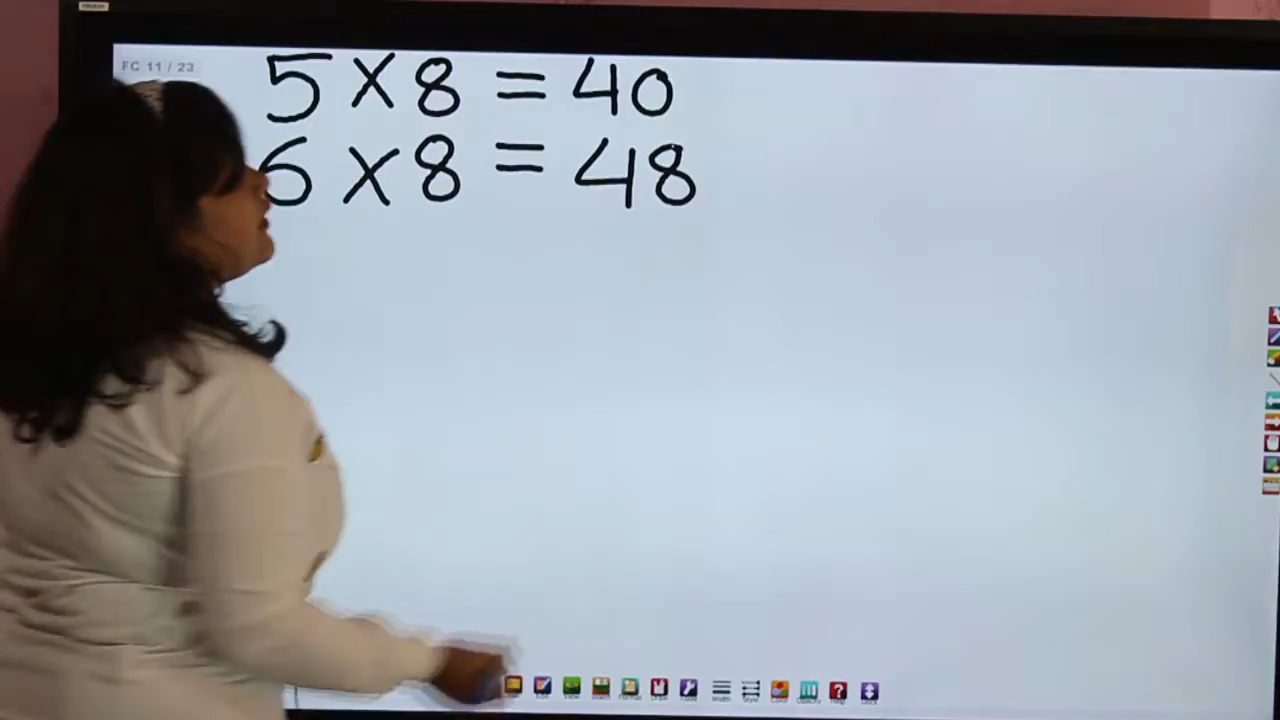 FC 11 / 23
5 × 8 = 40
6 × 8 = 48